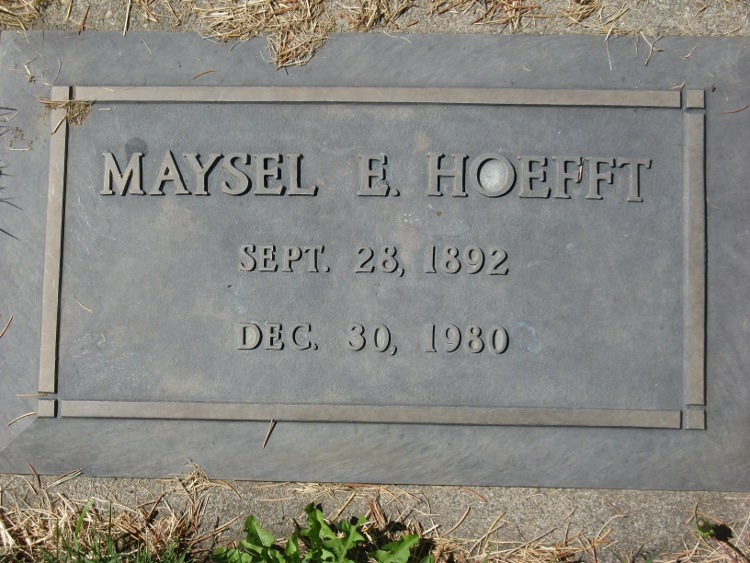 MAYSEL E. HOEFFT
SEPT. 28, 1892
DEC. 30, 1980